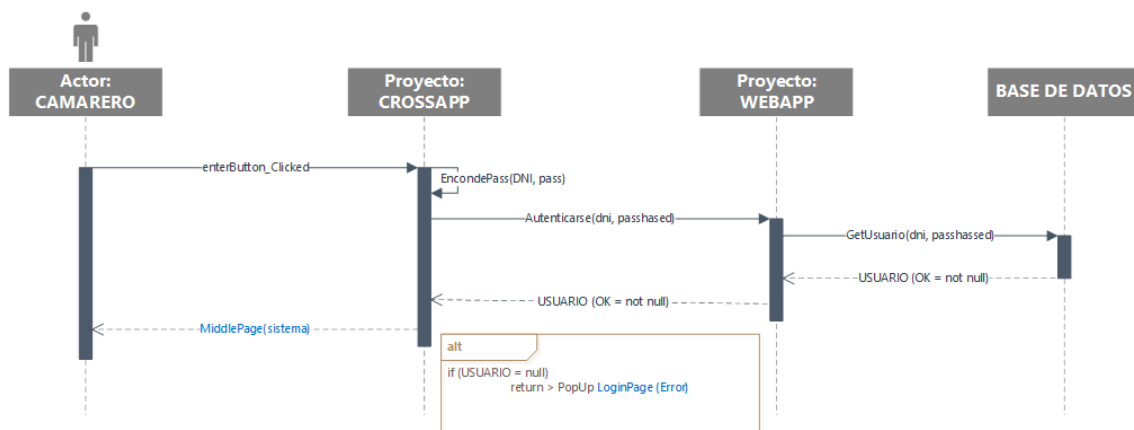 Actor:
CAMARERO
Proyecto:
CROSSAPP
Proyecto:
WEBAPP
BASE DE DATOS
enterButton_Clicked
EncondePass(DNI, pass)
Autenticarse(dni, passhased)
GetUsuario(dni, passhassed)
USUARIO (OK = not null)
USUARIO (OK = not null)
MiddlePage(sistema)
alt
if (USUARIO = null)
return > PopUp LoginPage (Error)